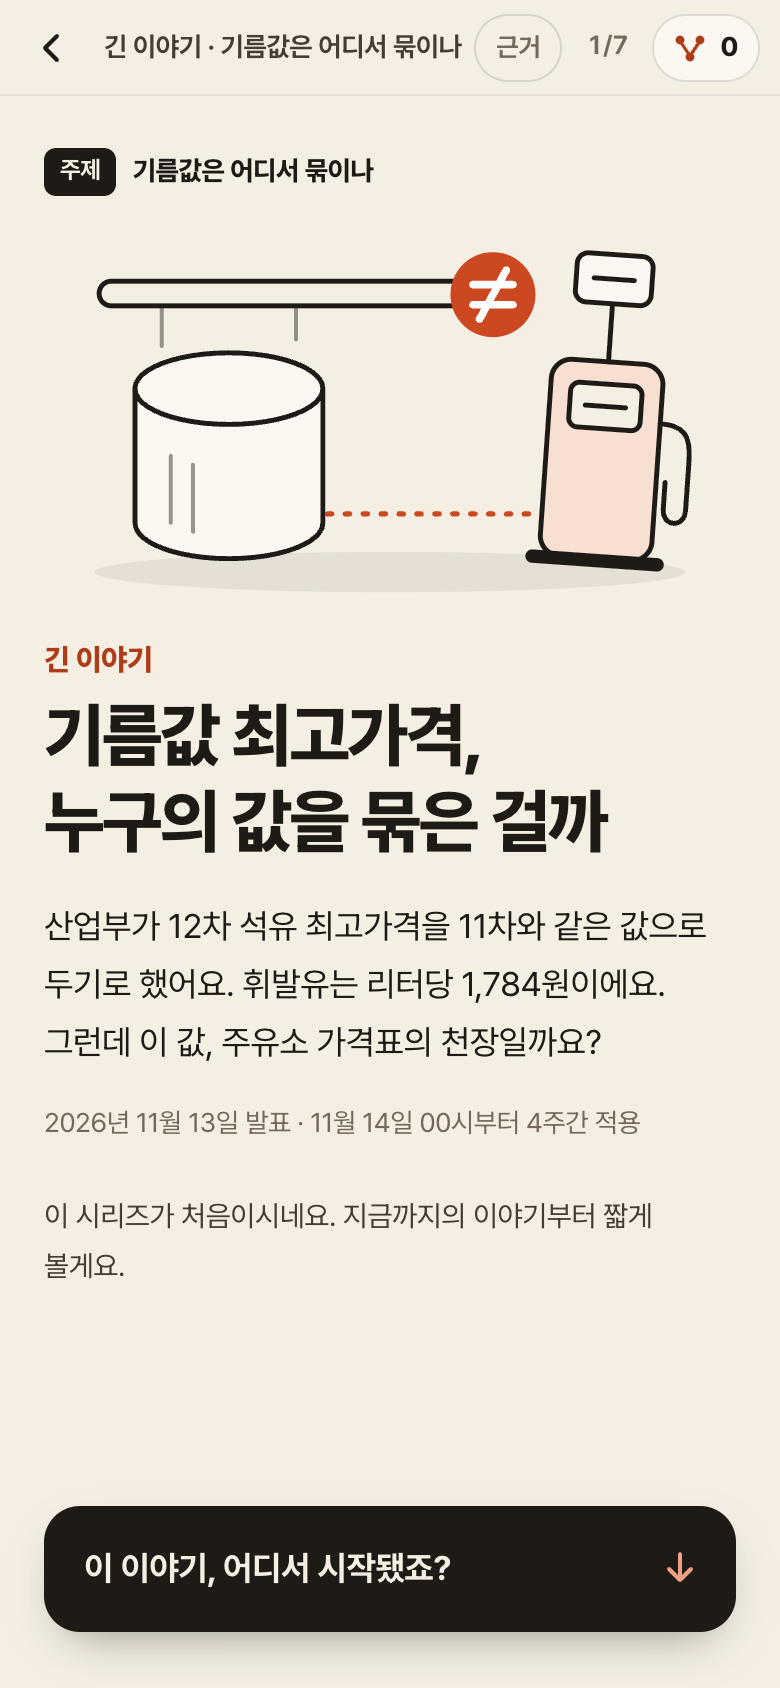 긴 이야기 · 기름값은 어디서 묶이나
근거
1/7
0
주제
기름값은 어디서 묶이나
≠
긴 이야기
기름값 최고가격,
누구의 값을 묶은 걸까
산업부가 12차 석유 최고가격을 11차와 같은 값으로
두기로 했어요. 휘발유는 리터당 1,784원이에요.
그런데 이 값, 주유소 가격표의 천장일까요?
2026년 11월 13일 발표 · 11월 14일 00시부터 4주간 적용
이 시리즈가 처음이시네요. 지금까지의 이야기부터 짧게
볼게요.
이 이야기, 어디서 시작됐죠?